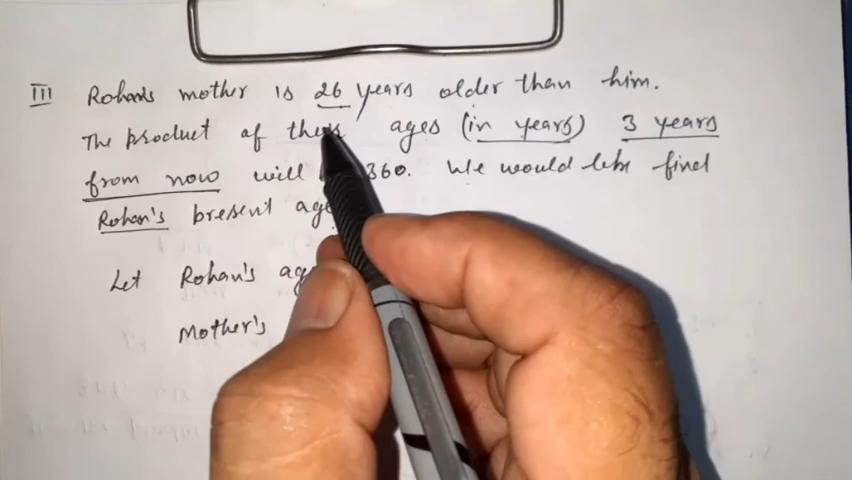 III Rohan's mother is 26 years older than him.
The product of their ages (in years) 3 years
from now will 360. We would like find
Rohan's present age
Let Rohan's ag
Mother's